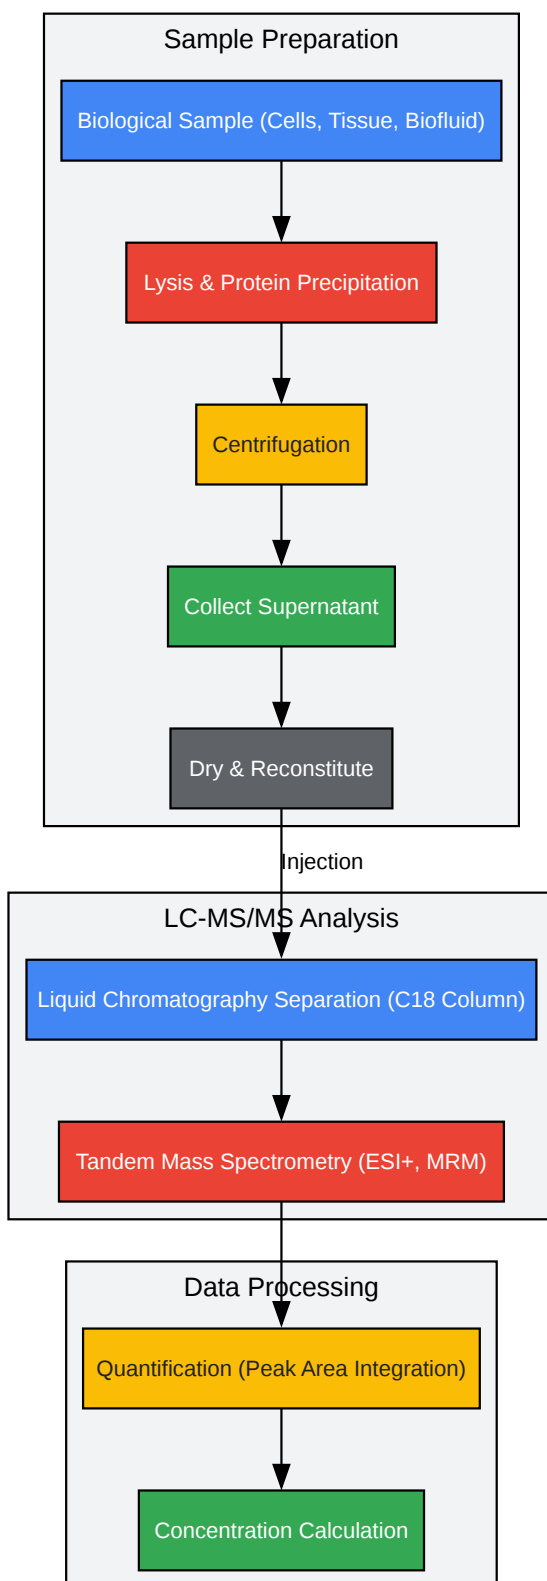 Sample Preparation
Biological Sample (Cells, Tissue, Biofluid)
Lysis & Protein Precipitation
Centrifugation
Collect Supernatant
Dry & Reconstitute
Injection
LC-MS/MS Analysis
Liquid Chromatography Separation (C18 Column)
Tandem Mass Spectrometry (ESI+, MRM)
Data Processing
Quantification (Peak Area Integration)
Concentration Calculation